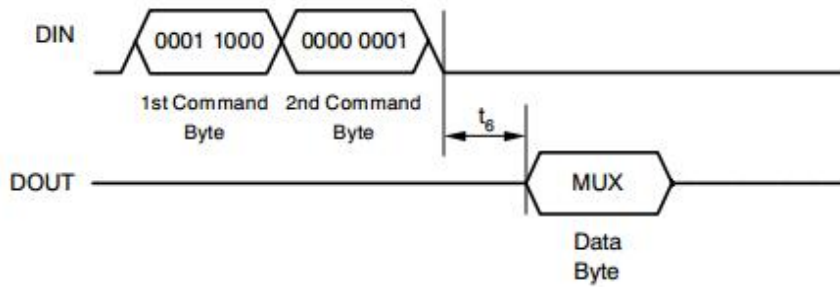 DIN
0001 1000
0000 0001
1st Command
Byte
2nd Command
Byte
t6
DOUT
MUX
Data
Byte